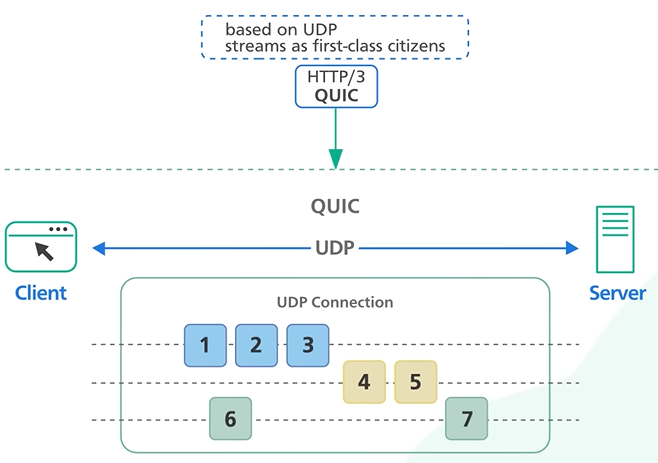 based on UDP
streams as first-class citizens
HTTP/3
QUIC
QUIC
UDP
Client
Server
UDP Connection
1 2 3
4 5
6 7